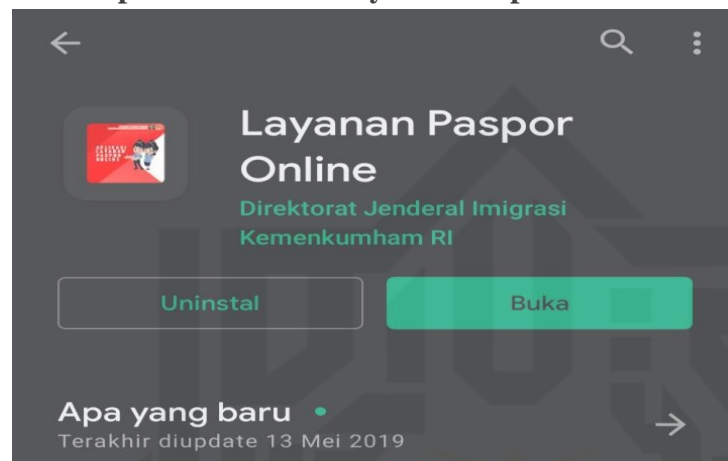 Layanan Paspor
Online
Direktorat Jenderal Imigrasi
Kemenkumham RI
Uninstal
Buka
Apa yang baru
Terakhir diupdate 13 Mei 2019